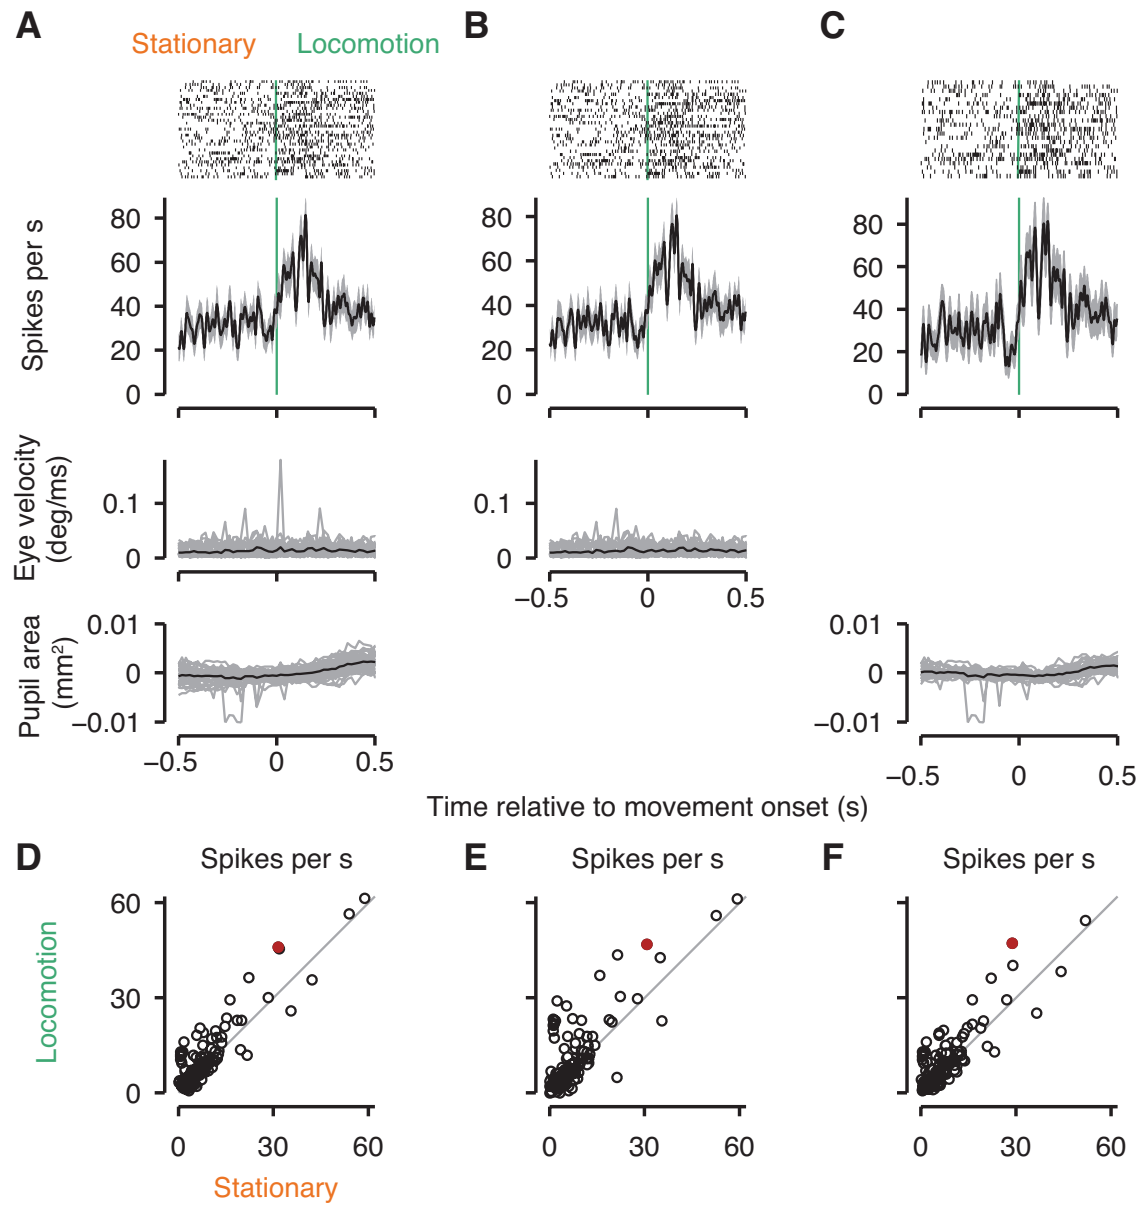 A
B
C
Stationary Locomotion
Spikes per s
80
60
40
20
0
80
60
40
20
0
80
60
40
20
0
Eye velocity
(deg/ms)
0.1
0
0.1
0
−0.5 0 0.5
Pupil area
(mm²)
0.01
0
−0.01
0.01
0
−0.01
−0.5 0 0.5
−0.5 0 0.5
Time relative to movement onset (s)
D
Spikes per s
E
Spikes per s
F
Spikes per s
Locomotion
60
30
0
0 30 60
0 30 60
0 30 60
Stationary